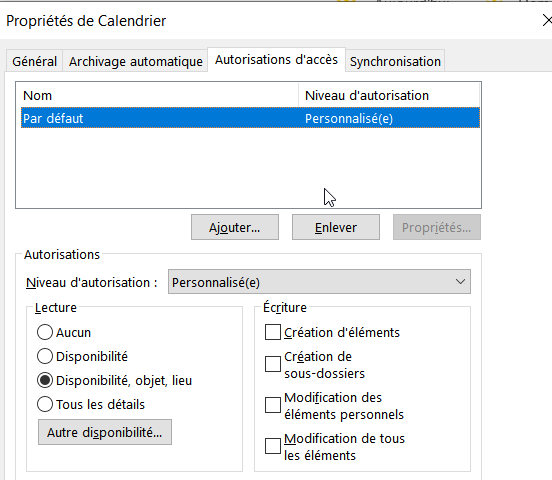 Propriétés de Calendrier
Général
Archivage automatique
Autorisations d'accès
Synchronisation
Nom
Niveau d'autorisation
Par défaut
Personnalisé(e)
Ajouter...
Enlever
Propriétés...
Autorisations
Niveau d'autorisation :
Personnalisé(e)
Lecture
Aucun
Disponibilité
Disponibilité, objet, lieu
Tous les détails
Autre disponibilité...
Écriture
Création d'éléments
Création de
sous-dossiers
Modification des
éléments personnels
Modification de tous
les éléments